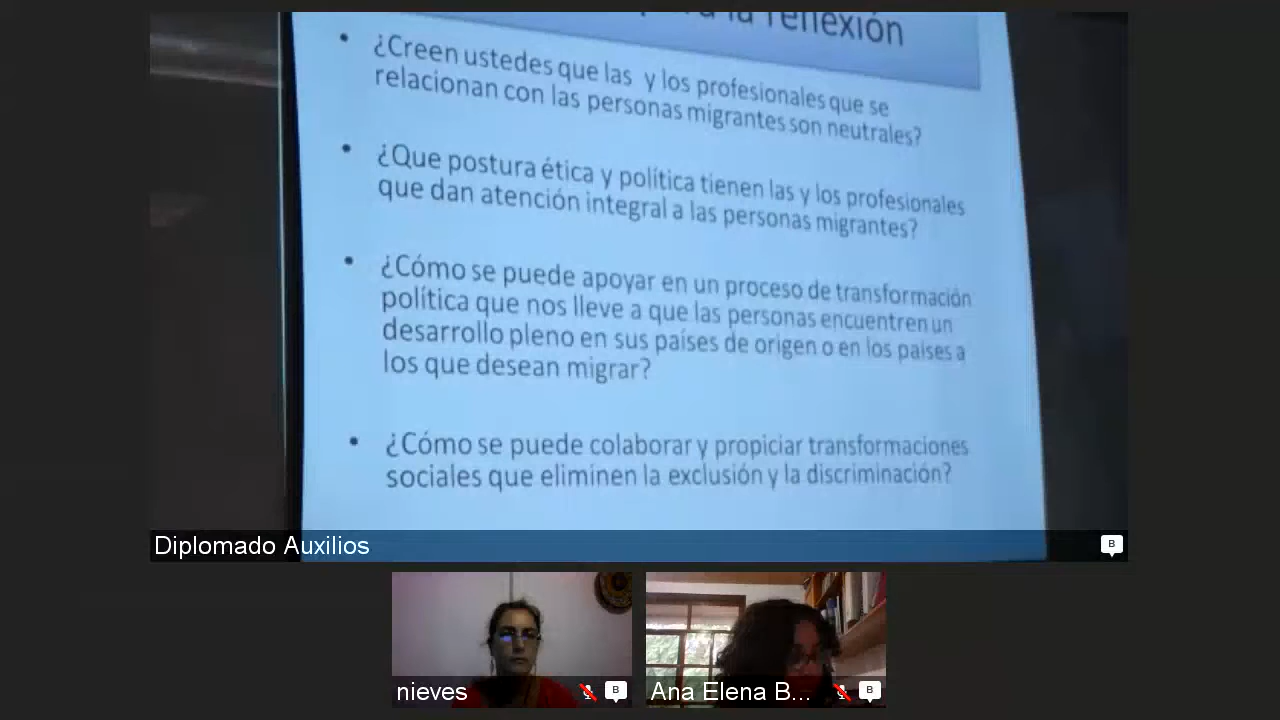 la reflexión
• ¿Creen ustedes que las y los profesionales que se
relacionan con las personas migrantes son neutrales?
• ¿Que postura ética y política tienen las y los profesionales
que dan atención integral a las personas migrantes?
• ¿Cómo se puede apoyar en un proceso de transformación
política que nos lleve a que las personas encuentren un
desarrollo pleno en sus países de origen o en los países a
los que desean migrar?
• ¿Cómo se puede colaborar y propiciar transformaciones
sociales que eliminen la exclusión y la discriminación?
Diplomado Auxilios
B
nieves
B
Ana Elena B...
B